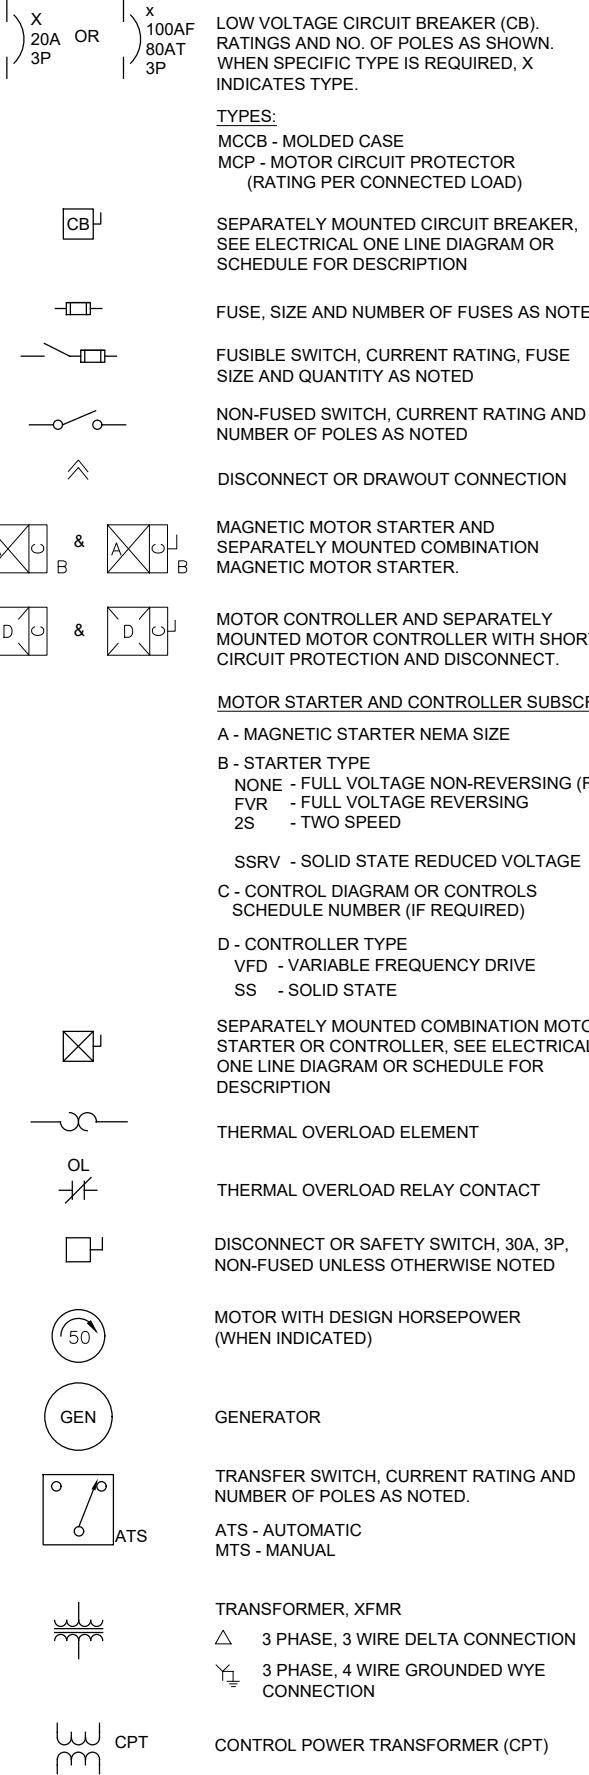 X
20A
3P
OR
x
100AF
80AT
3P
LOW VOLTAGE CIRCUIT BREAKER (CB).
RATINGS AND NO. OF POLES AS SHOWN.
WHEN SPECIFIC TYPE IS REQUIRED, X
INDICATES TYPE.
TYPES:
MCCB - MOLDED CASE
MCP - MOTOR CIRCUIT PROTECTOR
(RATING PER CONNECTED LOAD)
CB
SEPARATELY MOUNTED CIRCUIT BREAKER,
SEE ELECTRICAL ONE LINE DIAGRAM OR
SCHEDULE FOR DESCRIPTION
FUSE, SIZE AND NUMBER OF FUSES AS NOTE
FUSIBLE SWITCH, CURRENT RATING, FUSE
SIZE AND QUANTITY AS NOTED
NON-FUSED SWITCH, CURRENT RATING AND
NUMBER OF POLES AS NOTED
DISCONNECT OR DRAWOUT CONNECTION
C
B
&
A
C
B
MAGNETIC MOTOR STARTER AND
SEPARATELY MOUNTED COMBINATION
MAGNETIC MOTOR STARTER.
D
C
&
D
C
MOTOR CONTROLLER AND SEPARATELY
MOUNTED MOTOR CONTROLLER WITH SHOR
CIRCUIT PROTECTION AND DISCONNECT.
MOTOR STARTER AND CONTROLLER SUBSCR
A - MAGNETIC STARTER NEMA SIZE
B - STARTER TYPE
NONE - FULL VOLTAGE NON-REVERSING (F
FVR - FULL VOLTAGE REVERSING
2S - TWO SPEED
SSRV - SOLID STATE REDUCED VOLTAGE
C - CONTROL DIAGRAM OR CONTROLS
SCHEDULE NUMBER (IF REQUIRED)
D - CONTROLLER TYPE
VFD - VARIABLE FREQUENCY DRIVE
SS - SOLID STATE
SEPARATELY MOUNTED COMBINATION MOTO
STARTER OR CONTROLLER, SEE ELECTRICAL
ONE LINE DIAGRAM OR SCHEDULE FOR
DESCRIPTION
THERMAL OVERLOAD ELEMENT
OL
THERMAL OVERLOAD RELAY CONTACT
DISCONNECT OR SAFETY SWITCH, 30A, 3P,
NON-FUSED UNLESS OTHERWISE NOTED
50
MOTOR WITH DESIGN HORSEPOWER
(WHEN INDICATED)
GEN
GENERATOR
ATS
TRANSFER SWITCH, CURRENT RATING AND
NUMBER OF POLES AS NOTED.
ATS - AUTOMATIC
MTS - MANUAL
TRANSFORMER, XFMR
3 PHASE, 3 WIRE DELTA CONNECTION
3 PHASE, 4 WIRE GROUNDED WYE
CONNECTION
CPT
CONTROL POWER TRANSFORMER (CPT)